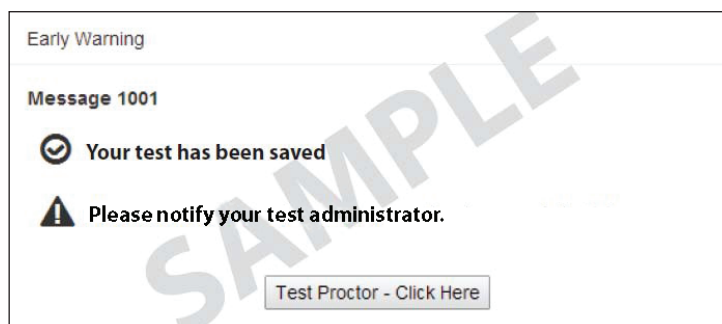 Early Warning
Message 1001
Your test has been saved
Please notify your test administrator.
Test Proctor - Click Here
SAMPLE